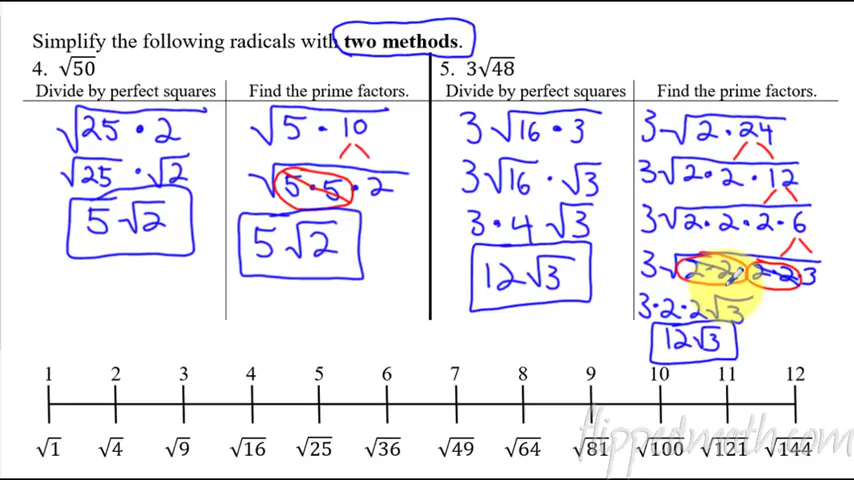 Simplify the following radicals with two methods.
4. √50
Divide by perfect squares
Find the prime factors.
√25 • 2
√25 • √2
5√2
√5 • 10
√5 • 5 • 2
5√2
5. 3√48
Divide by perfect squares
Find the prime factors.
3√16 • 3
3√16 • √3
3 • 4 √3
12√3
3√2 • 24
3√2 • 2 • 12
3√2 • 2 • 2 • 6
3√2 • 2 • 2 • 2 3
3 • 2 • 2√3
12√3
1 2 3 4 5 6 7 8 9 10 11 12
√1 √4 √9 √16 √25 √36 √49 √64 √81 √100 √121 √144
flippedmath.com